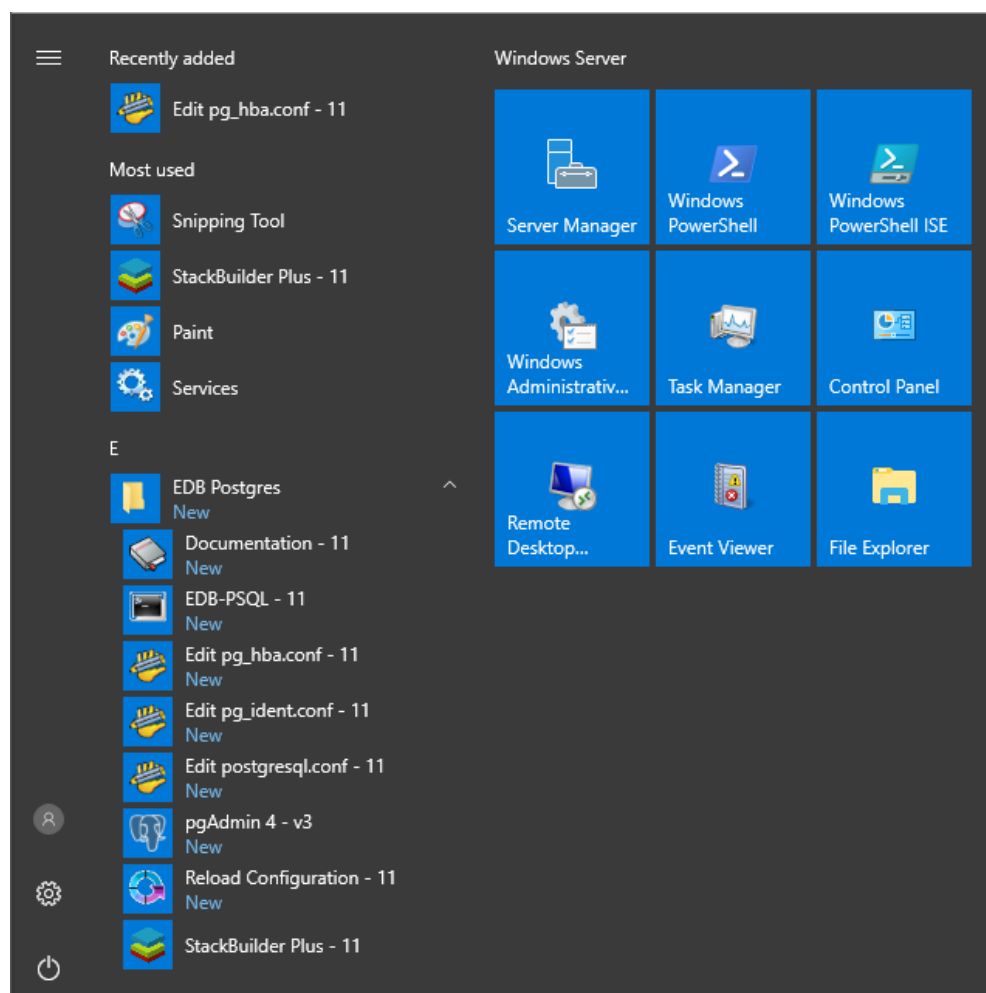 Recently added
Edit pg_hba.conf - 11
Most used
Snipping Tool
StackBuilder Plus - 11
Paint
Services
E
EDB Postgres
New
Documentation - 11
New
EDB-PSQL - 11
New
Edit pg_hba.conf - 11
New
Edit pg_ident.conf - 11
New
Edit postgresql.conf - 11
New
pgAdmin 4 - v3
New
Reload Configuration - 11
New
StackBuilder Plus - 11
Windows Server
Server Manager
Windows
PowerShell
Windows
PowerShell ISE
Windows
Administrativ...
Task Manager
Control Panel
Remote
Desktop...
Event Viewer
File Explorer